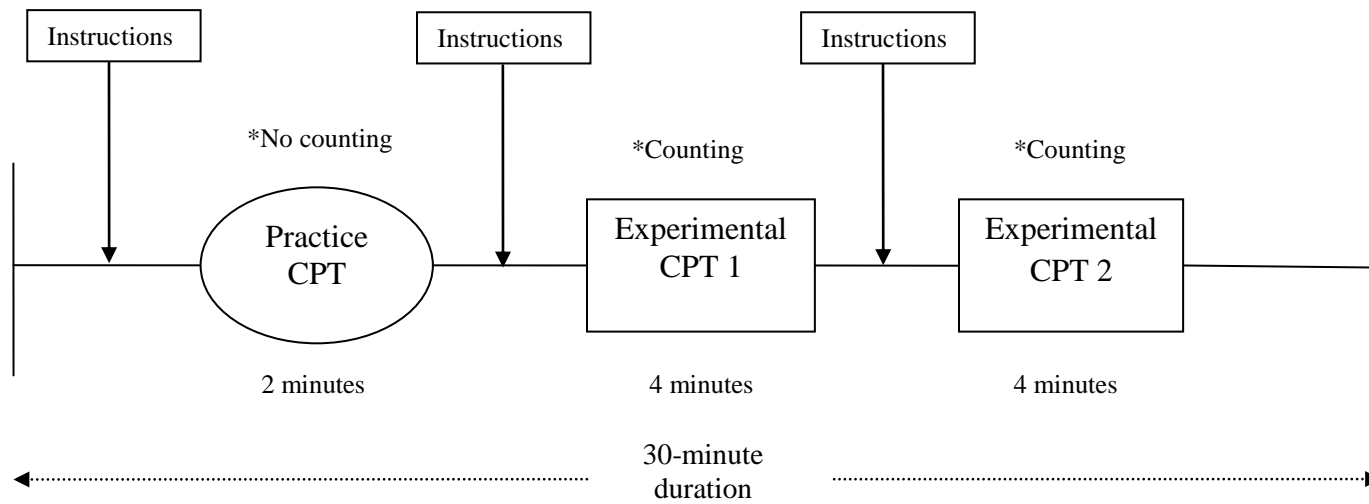 Instructions
Instructions
Instructions
*No counting
*Counting
*Counting
Practice
CPT
Experimental
CPT 1
Experimental
CPT 2
2 minutes
4 minutes
4 minutes
30-minute
duration